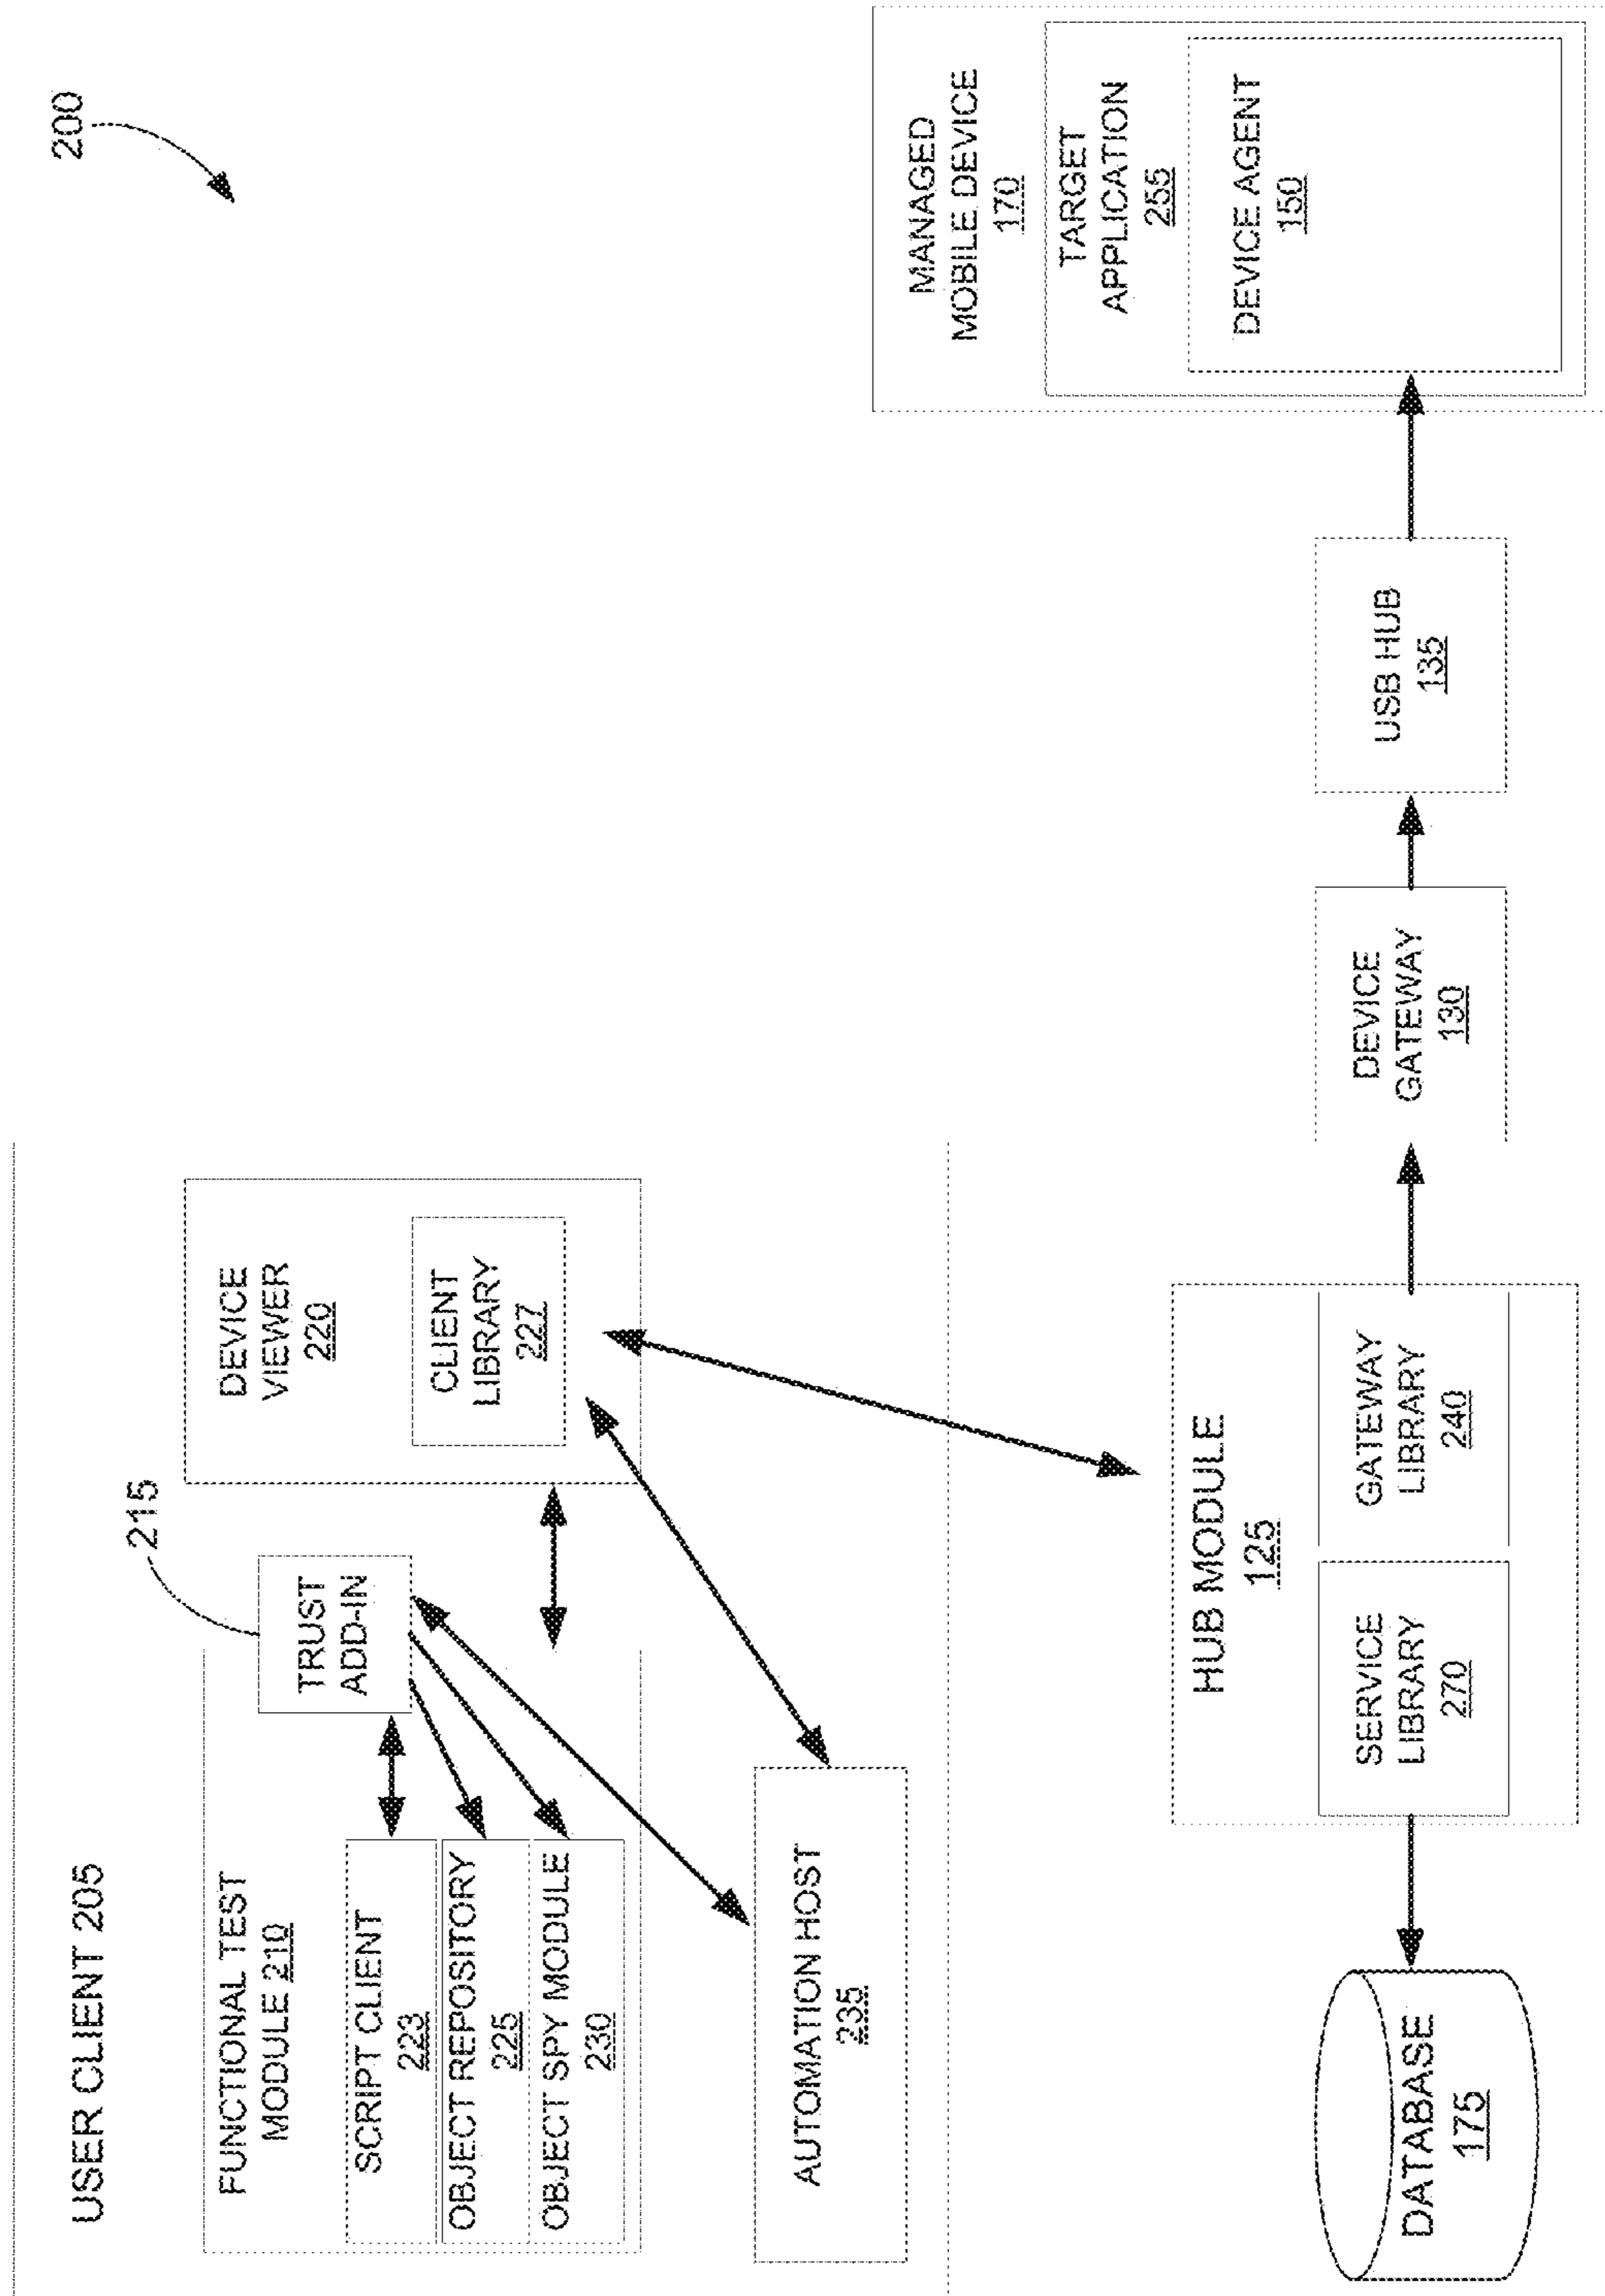 200
USER CLIENT 205
FUNCTIONAL TEST
MODULE 210
SCRIPT CLIENT
223
OBJECT REPOSITORY
225
OBJECT SPY MODULE
230
TRUST
ADD-IN
215
DEVICE
VIEWER
220
CLIENT
LIBRARY
227
AUTOMATION HOST
235
HUB MODULE
125
SERVICE
LIBRARY
270
GATEWAY
LIBRARY
240
DATABASE
175
DEVICE
GATEWAY
130
USB HUB
135
MANAGED
MOBILE DEVICE
170
TARGET
APPLICATION
255
DEVICE AGENT
150